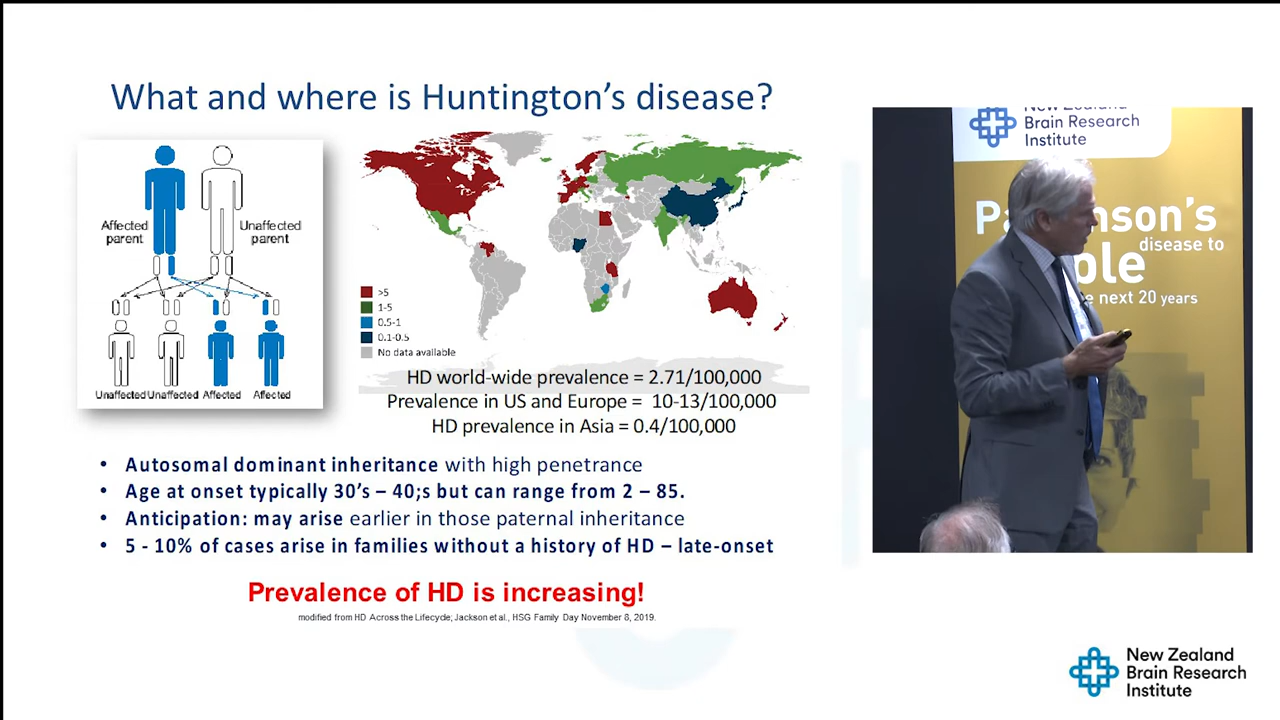 What and where is Huntington's disease?
Affected
parent
Unaffected
parent
Unaffected Unaffected Affected Affected
>5
1-5
0.5-1
0.1-0.5
No data available
HD world-wide prevalence = 2.71/100,000
Prevalence in US and Europe = 10-13/100,000
HD prevalence in Asia = 0.4/100,000
• Autosomal dominant inheritance with high penetrance
• Age at onset typically 30's – 40;s but can range from 2 – 85.
• Anticipation: may arise earlier in those paternal inheritance
• 5 - 10% of cases arise in families without a history of HD – late-onset
Prevalence of HD is increasing!
modified from HD Across the Lifecycle; Jackson et al., HSG Family Day November 8, 2019.
New Zealand
Brain Research
Institute
disease to
next 20 years
New Zealand
Brain Research
Institute